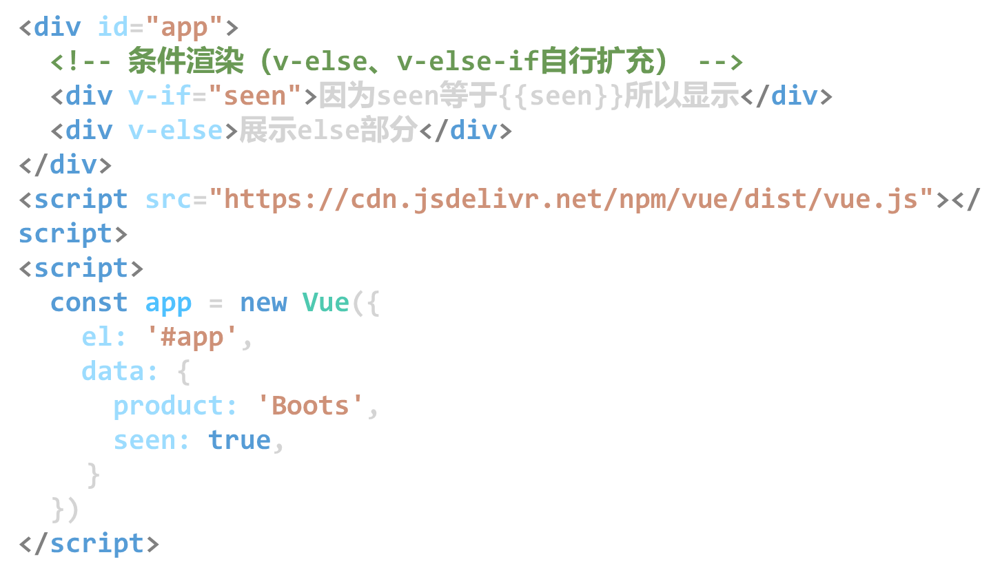 <div id="app">
  <!-- 条件渲染（v-else、v-else-if自行扩充） -->
  <div v-if="seen">因为seen等于{{seen}}所以显示</div>
  <div v-else>展示else部分</div>
</div>
<script src="https://cdn.jsdelivr.net/npm/vue/dist/vue.js"></
script>
<script>
  const app = new Vue({
    el: '#app',
    data: {
      product: 'Boots',
      seen: true,
    }
  })
</script>